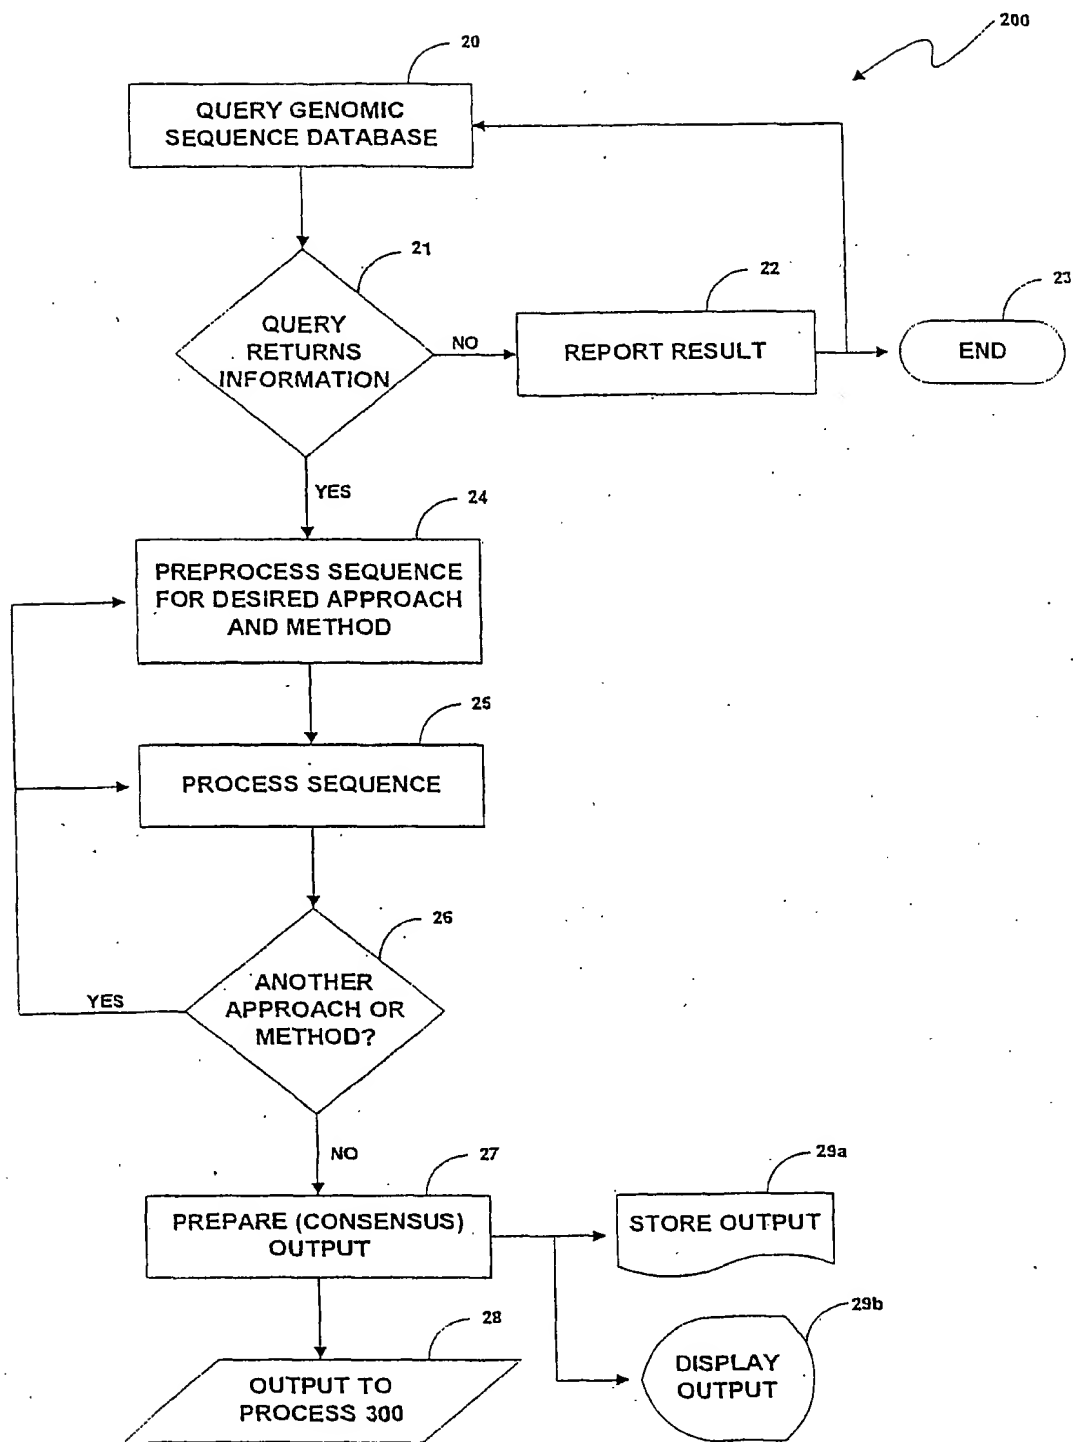 200
20
QUERY GENOMIC
SEQUENCE DATABASE
21
QUERY
RETURNS
INFORMATION
NO
22
REPORT RESULT
23
END
YES
24
PREPROCESS SEQUENCE
FOR DESIRED APPROACH
AND METHOD
25
PROCESS SEQUENCE
26
ANOTHER
APPROACH OR
METHOD?
YES
NO
27
PREPARE (CONSENSUS)
OUTPUT
29a
STORE OUTPUT
28
OUTPUT TO
PROCESS 300
29b
DISPLAY
OUTPUT